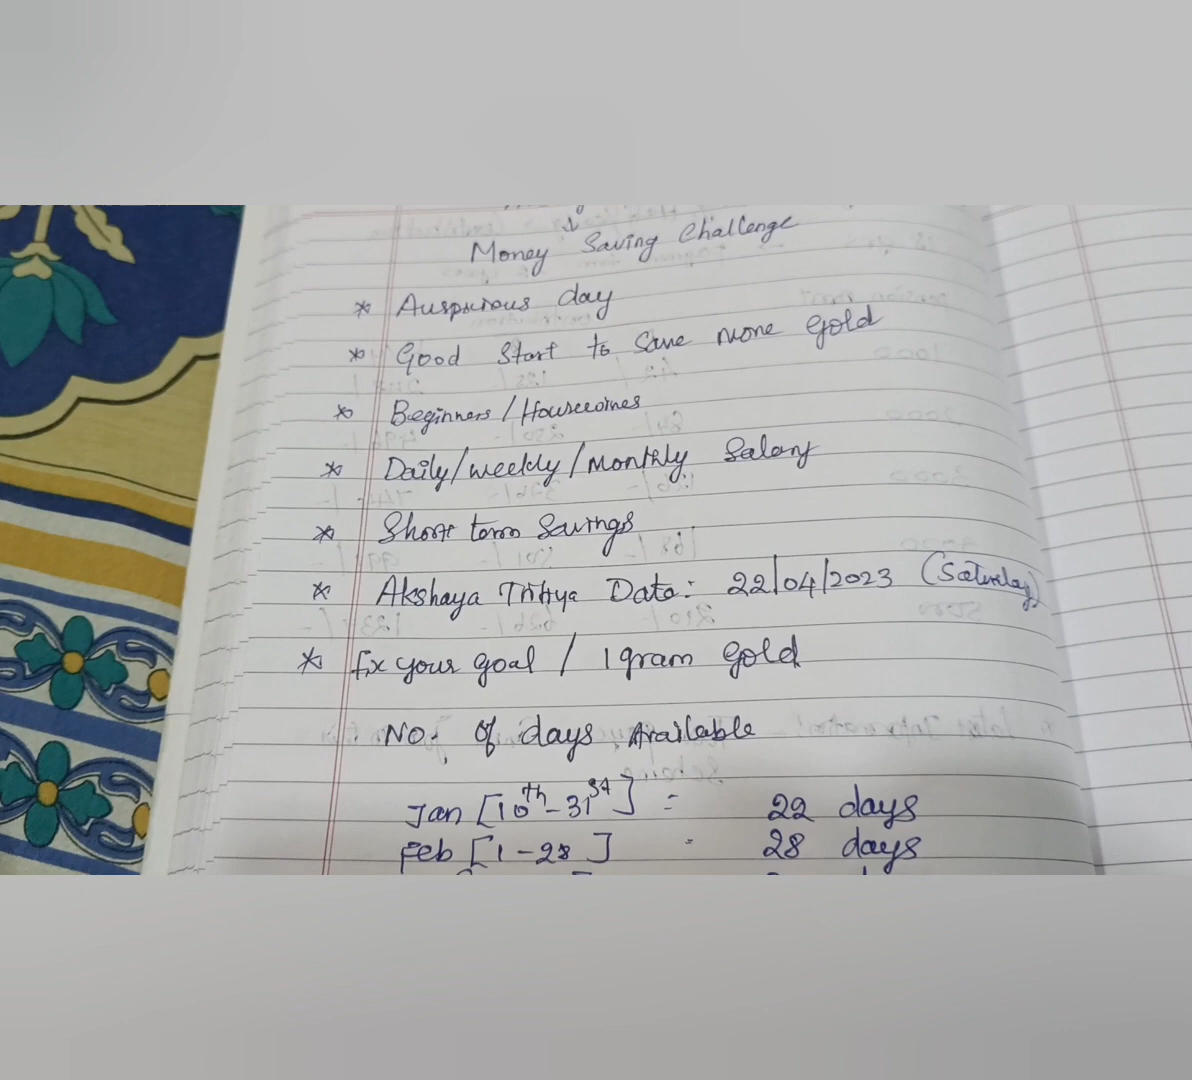 Money Saving Challenge
* Auspicious day
* Good Start to Save more gold
* Beginners / Housewives
* Daily/weekly/Monthly Salary
* Short term Savings
* Akshaya Tritiya Date: 22/04/2023 (Saturday)
* fix your goal / 1 gram gold
No. of days Available
Jan [10th - 31st] = 22 days
Feb [1 - 28] = 28 days